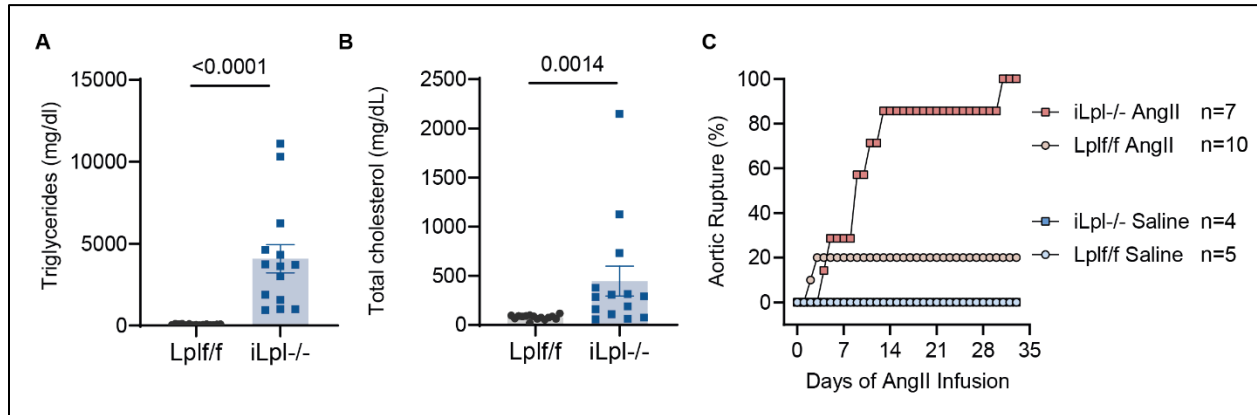 A
<0.0001
Triglycerides (mg/dl)
15000
10000
5000
0
Lplf/f iLpl-/-
B
0.0014
Total cholesterol (mg/dL)
2500
2000
1500
1000
500
0
Lplf/f iLpl-/-
C
Aortic Rupture (%)
100
80
60
40
20
0
0 7 14 21 28 35
Days of AngII Infusion
iLpl-/- AngII n=7
Lplf/f AngII n=10
iLpl-/- Saline n=4
Lplf/f Saline n=5